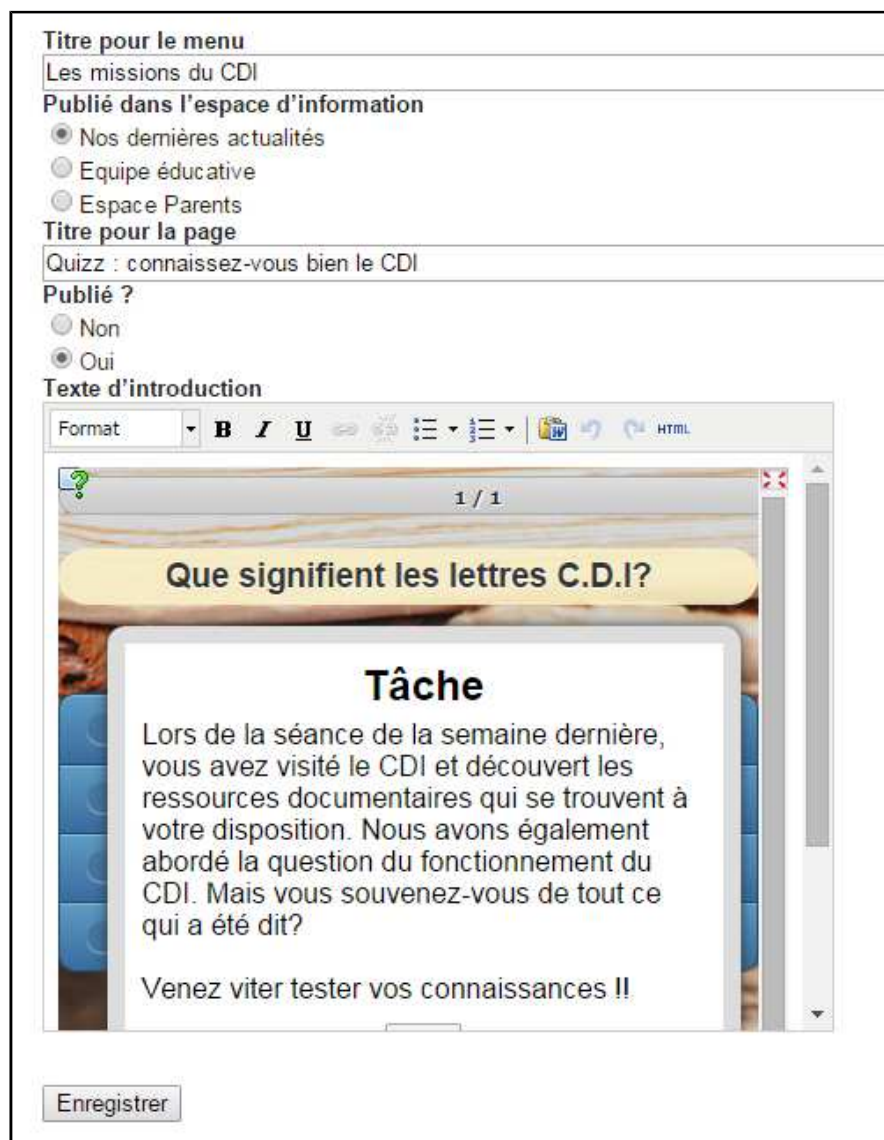 Titre pour le menu
Les missions du CDI
Publié dans l'espace d'information
Nos dernières actualités
Equipe éducative
Espace Parents
Titre pour la page
Quizz : connaissez-vous bien le CDI
Publié ?
Non
Oui
Texte d'introduction
Format B I U HTML
1 / 1
Que signifient les lettres C.D.I?
Tâche
Lors de la séance de la semaine dernière,
vous avez visité le CDI et découvert les
ressources documentaires qui se trouvent à
votre disposition. Nous avons également
abordé la question du fonctionnement du
CDI. Mais vous souvenez-vous de tout ce
qui a été dit?
Venez viter tester vos connaissances !!
Enregistrer